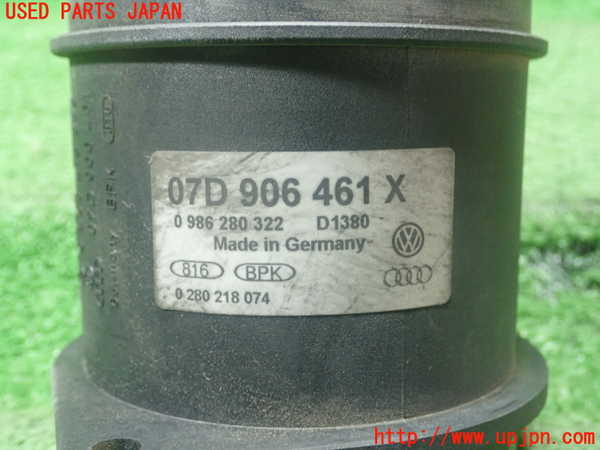 USED PARTS JAPAN
07D 906 461 X
0 986 280 322 D1380
Made in Germany
816 BPK
0 280 218 074
http://www.upjpn.com